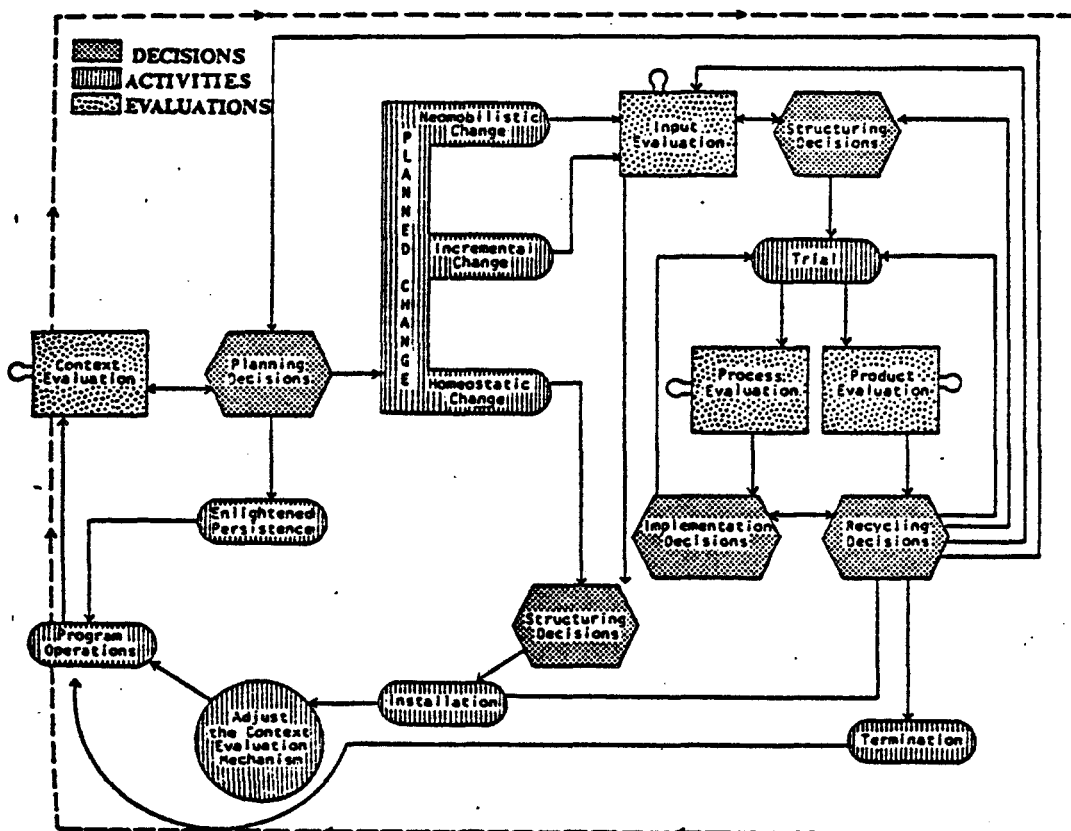 DECISIONS
ACTIVITIES
EVALUATIONS
PLANNED CHANGE
Neomobilistic
Change
Input
Evaluation
Structuring
Decisions
Incremental
Change
Trial
Context
Evaluation
Planning
Decisions
Homeostatic
Change
Process
Evaluation
Product
Evaluation
Enlightened
Persistence
Implementation
Decisions
Recycling
Decisions
Structuring
Decisions
Program
Operations
Installation
Adjust
the Context
Evaluation
Mechanism
Termination